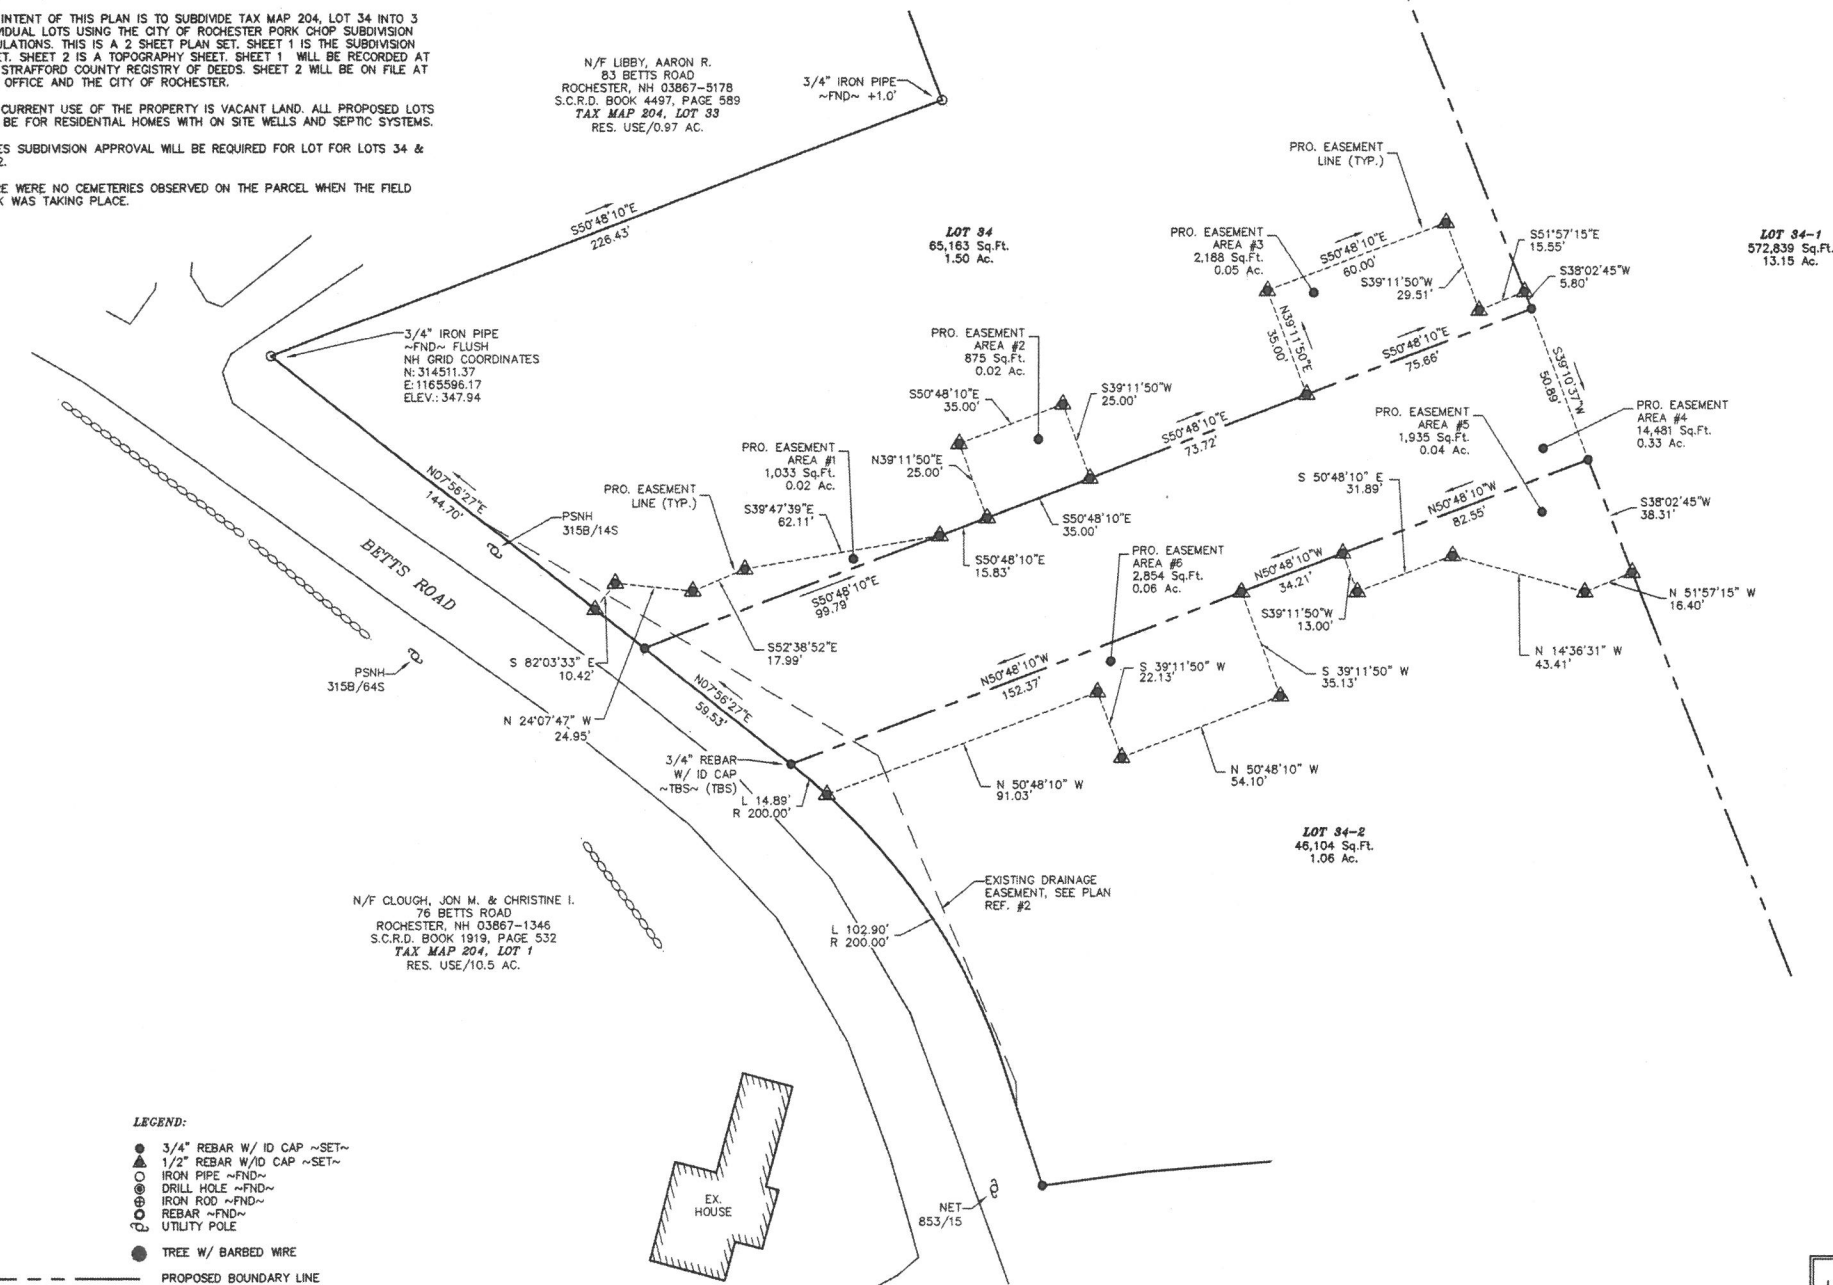 INTENT OF THIS PLAN IS TO SUBDIVIDE TAX MAP 204, LOT 34 INTO 3
IDUAL LOTS USING THE CITY OF ROCHESTER PORK CHOP SUBDIVISION
ULATIONS. THIS IS A 2 SHEET PLAN SET. SHEET 1 IS THE SUBDIVISION
T. SHEET 2 IS A TOPOGRAPHY SHEET. SHEET 1 WILL BE RECORDED AT
STRAFFORD COUNTY REGISTRY OF DEEDS. SHEET 2 WILL BE ON FILE AT
OFFICE AND THE CITY OF ROCHESTER.
CURRENT USE OF THE PROPERTY IS VACANT LAND. ALL PROPOSED LOTS
BE FOR RESIDENTIAL HOMES WITH ON SITE WELLS AND SEPTIC SYSTEMS.
ES SUBDIVISION APPROVAL WILL BE REQUIRED FOR LOT FOR LOTS 34 &
2.
E WERE NO CEMETERIES OBSERVED ON THE PARCEL WHEN THE FIELD
K WAS TAKING PLACE.
N/F LIBBY, AARON R.
83 BETTS ROAD
ROCHESTER, NH 03867-5178
S.C.R.D. BOOK 4497, PAGE 589
TAX MAP 204, LOT 33
RES. USE/0.97 AC.
3/4" IRON PIPE
~FND~ +1.0'
S50°48'10"E
226.43'
LOT 34
65,163 Sq.Ft.
1.50 Ac.
PRO. EASEMENT
LINE (TYP.)
PRO. EASEMENT
AREA #3
2,188 Sq.Ft.
0.05 Ac.
S50°48'10"E
60.00'
S39°11'50"W
29.51'
S51°57'15"E
15.55'
S38°02'45"W
5.80'
LOT 34-1
572,839 Sq.Ft.
13.15 Ac.
3/4" IRON PIPE
~FND~ FLUSH
NH GRID COORDINATES
N: 314511.37
E: 1165596.17
ELEV.: 347.94
PRO. EASEMENT
AREA #2
875 Sq.Ft.
0.02 Ac.
N39°11'50"E
35.00'
S50°48'10"E
75.66'
S39°10'37"W
50.89'
S50°48'10"E
35.00'
S39°11'50"W
25.00'
N39°11'50"E
25.00'
S50°48'10"E
73.72'
PRO. EASEMENT
AREA #5
1,935 Sq.Ft.
0.04 Ac.
PRO. EASEMENT
AREA #4
14,481 Sq.Ft.
0.33 Ac.
PRO. EASEMENT
AREA #1
1,033 Sq.Ft.
0.02 Ac.
PRO. EASEMENT
LINE (TYP.)
S39°47'39"E
62.11'
S50°48'10"E
35.00'
S50°48'10"E
15.83'
S 50°48'10" E
31.89'
N50°48'10"W
82.55'
S38°02'45"W
38.31'
N07°56'27"E
144.70'
PSNH
315B/14S
BETTS ROAD
S50°48'10"E
99.79'
PRO. EASEMENT
AREA #6
2,854 Sq.Ft.
0.06 Ac.
N50°48'10"W
34.21'
S39°11'50"W
13.00'
N 51°57'15" W
16.40'
N 14°36'31" W
43.41'
PSNH
315B/64S
S 82°03'33" E
10.42'
S52°38'52"E
17.99'
N 24°07'47" W
24.95'
N07°56'27"E
59.53'
N50°48'10"W
152.37'
S 39°11'50" W
22.13'
S 39°11'50" W
35.13'
3/4" REBAR
W/ ID CAP
~TBS~ (TBS)
L 14.89'
R 200.00'
N 50°48'10" W
91.03'
N 50°48'10" W
54.10'
LOT 34-2
46,104 Sq.Ft.
1.06 Ac.
EXISTING DRAINAGE
EASEMENT, SEE PLAN
REF. #2
L 102.90'
R 200.00'
N/F CLOUGH, JON M. & CHRISTINE I.
76 BETTS ROAD
ROCHESTER, NH 03867-1346
S.C.R.D. BOOK 1919, PAGE 532
TAX MAP 204, LOT 1
RES. USE/10.5 AC.
EX.
HOUSE
NET
853/15
LEGEND:
3/4" REBAR W/ ID CAP ~SET~
1/2" REBAR W/ID CAP ~SET~
IRON PIPE ~FND~
DRILL HOLE ~FND~
IRON ROD ~FND~
REBAR ~FND~
UTILITY POLE
TREE W/ BARBED WIRE
PROPOSED BOUNDARY LINE